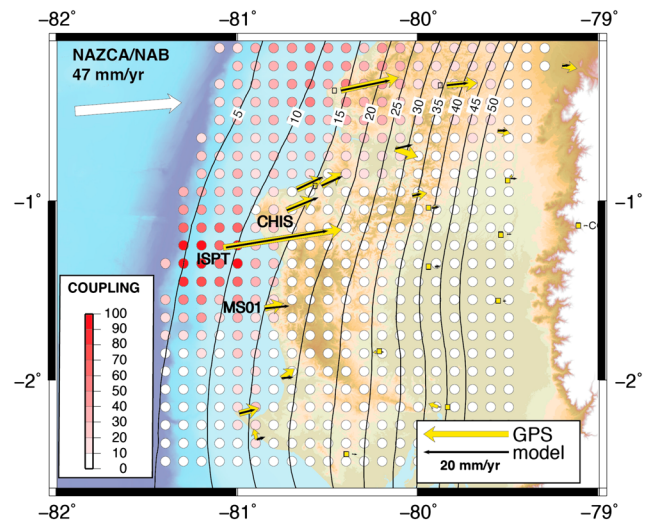 −82 −81 −80 −79
NAZCA/NAB
47 mm/yr
5 10 15 20 25 30 35 40 45 50
−1° −1°
CHIS
ISPT
MS01
COUPLING
100
90
80
70
60
50
40
30
20
10
0
−2° −2°
GPS
model
20 mm/yr
−82 −81 −80 −79